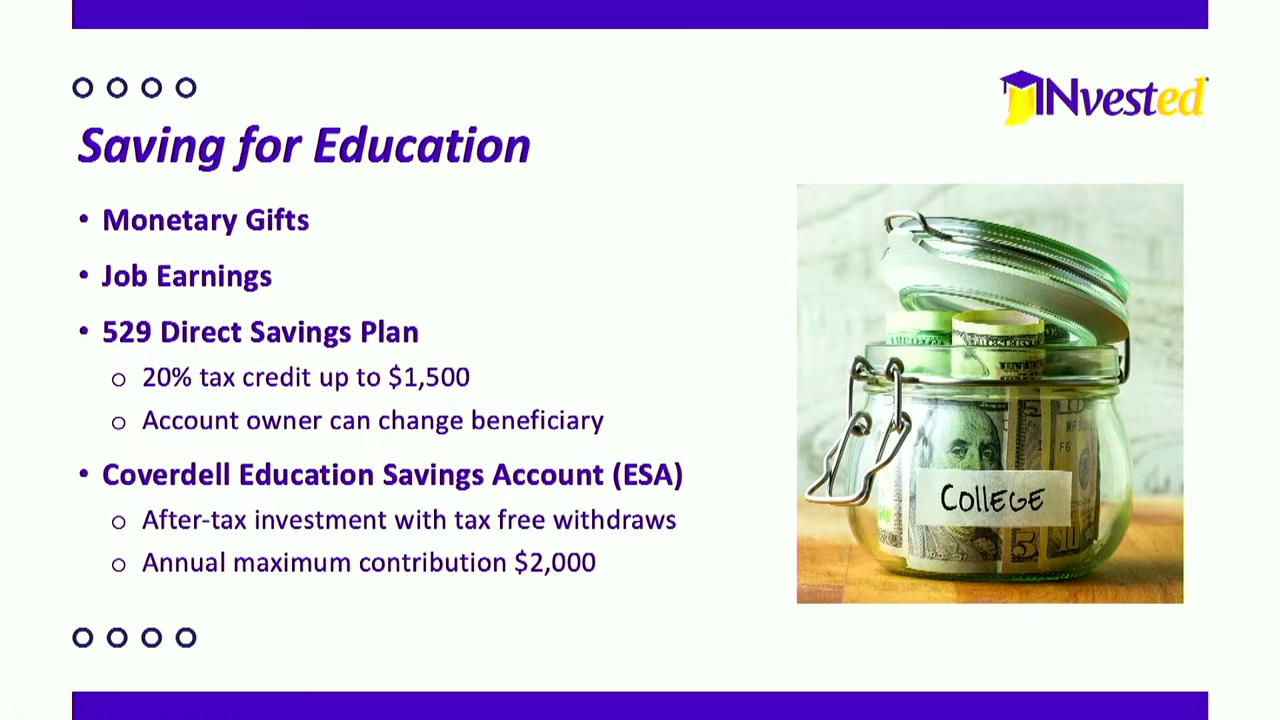 INvested
Saving for Education
• Monetary Gifts
• Job Earnings
• 529 Direct Savings Plan
o 20% tax credit up to $1,500
o Account owner can change beneficiary
• Coverdell Education Savings Account (ESA)
o After-tax investment with tax free withdraws
o Annual maximum contribution $2,000
CollEGE